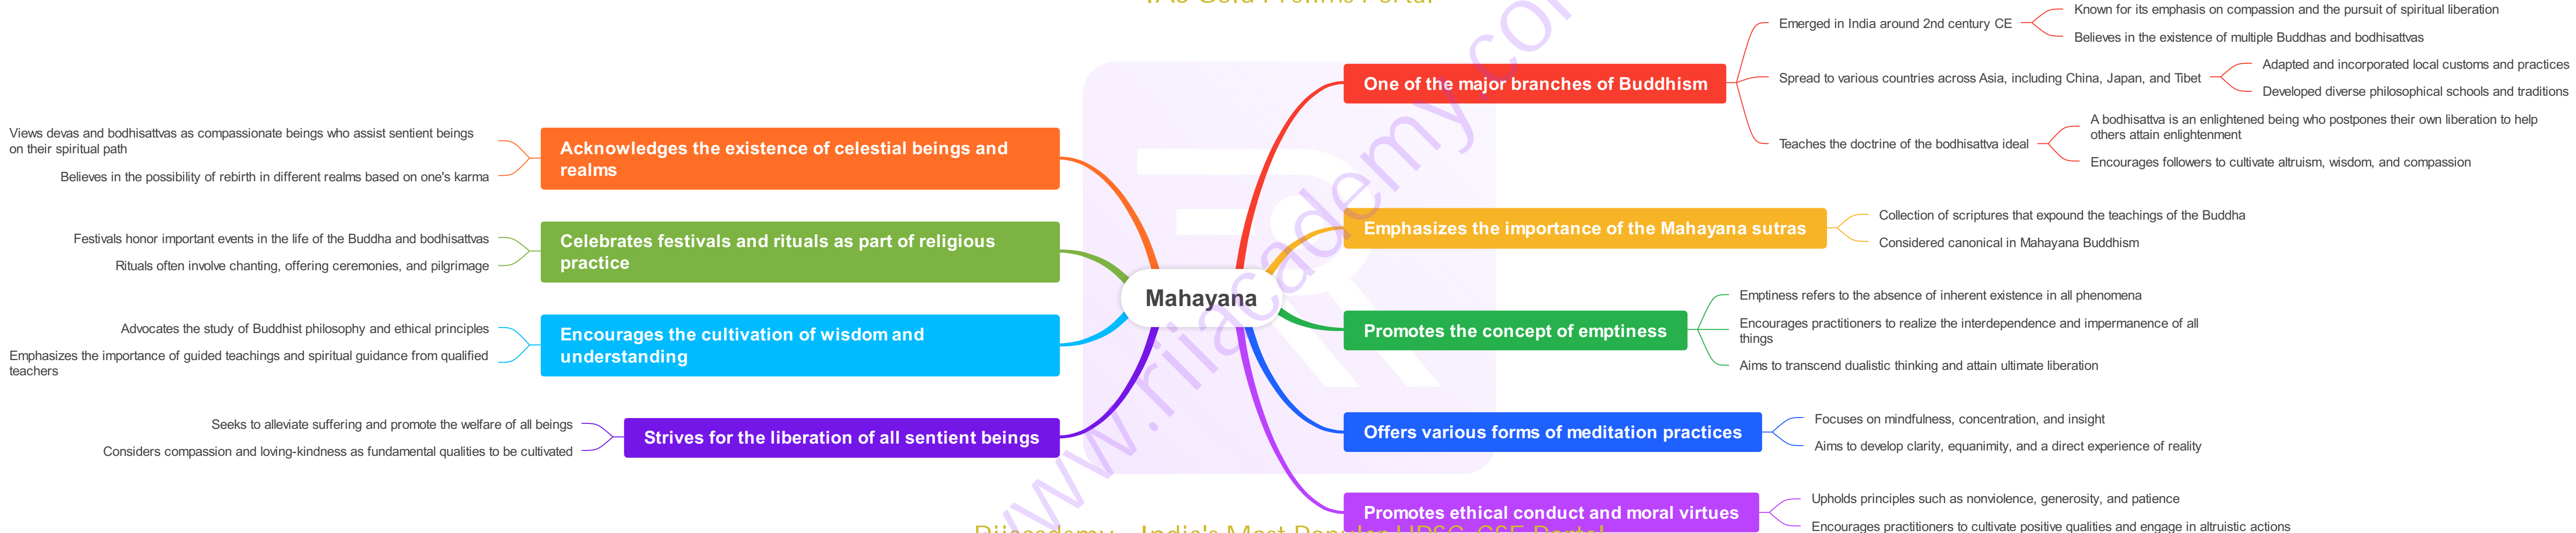 IAS Gold Prelims Portal
Mahayana
One of the major branches of Buddhism
Emerged in India around 2nd century CE
Known for its emphasis on compassion and the pursuit of spiritual liberation
Believes in the existence of multiple Buddhas and bodhisattvas
Spread to various countries across Asia, including China, Japan, and Tibet
Adapted and incorporated local customs and practices
Developed diverse philosophical schools and traditions
Teaches the doctrine of the bodhisattva ideal
A bodhisattva is an enlightened being who postpones their own liberation to help
others attain enlightenment
Encourages followers to cultivate altruism, wisdom, and compassion
Emphasizes the importance of the Mahayana sutras
Collection of scriptures that expound the teachings of the Buddha
Considered canonical in Mahayana Buddhism
Promotes the concept of emptiness
Emptiness refers to the absence of inherent existence in all phenomena
Encourages practitioners to realize the interdependence and impermanence of all
things
Aims to transcend dualistic thinking and attain ultimate liberation
Offers various forms of meditation practices
Focuses on mindfulness, concentration, and insight
Aims to develop clarity, equanimity, and a direct experience of reality
Promotes ethical conduct and moral virtues
Upholds principles such as nonviolence, generosity, and patience
Encourages practitioners to cultivate positive qualities and engage in altruistic actions
Acknowledges the existence of celestial beings and
realms
Views devas and bodhisattvas as compassionate beings who assist sentient beings
on their spiritual path
Believes in the possibility of rebirth in different realms based on one's karma
Celebrates festivals and rituals as part of religious
practice
Festivals honor important events in the life of the Buddha and bodhisattvas
Rituals often involve chanting, offering ceremonies, and pilgrimage
Encourages the cultivation of wisdom and
understanding
Advocates the study of Buddhist philosophy and ethical principles
Emphasizes the importance of guided teachings and spiritual guidance from qualified
teachers
Strives for the liberation of all sentient beings
Seeks to alleviate suffering and promote the welfare of all beings
Considers compassion and loving-kindness as fundamental qualities to be cultivated
www.rijiacademy.com
India's Most Popular UPSC CSE Portal